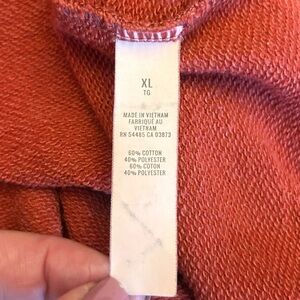 XL
TG
MADE IN VIETNAM
FABRIQUÉ AU
VIETNAM
RN 54485 CA 03873
60% COTTON
40% POLYESTER
60% COTON
40% POLYESTER